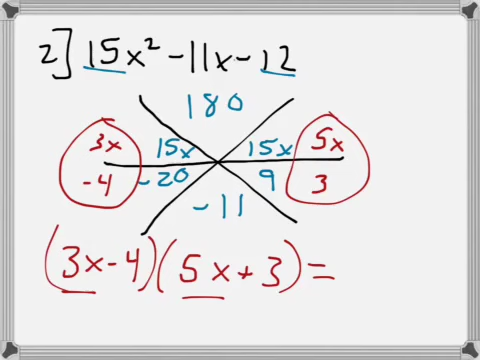 2] 15x² -11x-12
180
3x 15x 15x 5x
-4 -20 9 3
-11
(3x-4)(5x+3)=